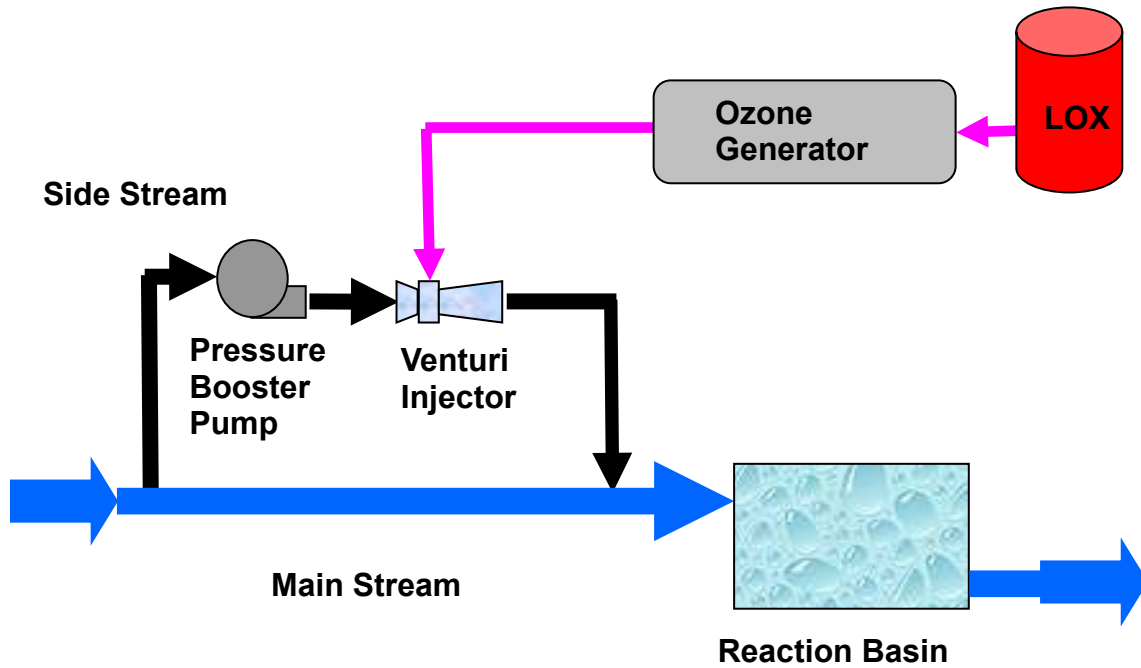 Ozone
Generator
LOX
Side Stream
Pressure
Booster
Pump
Venturi
Injector
Main Stream
Reaction Basin